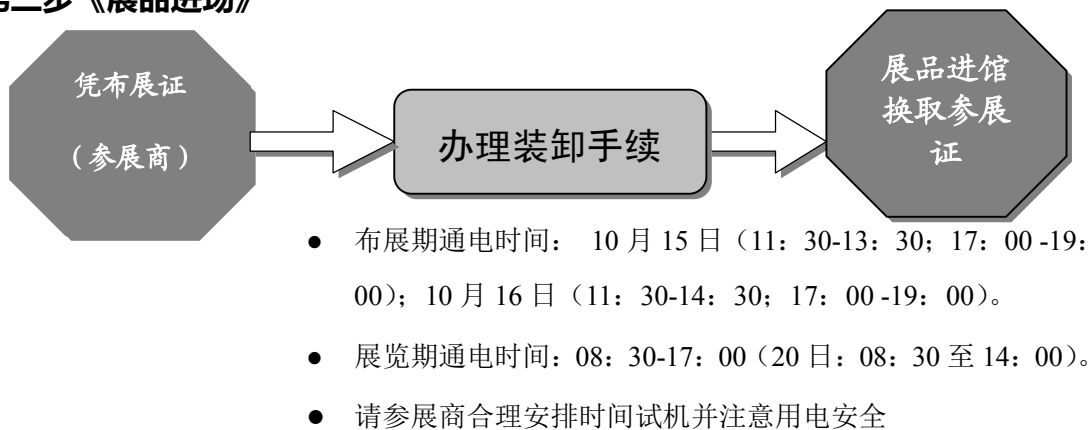 第二步《展品进场》
凭布展证
（参展商）
办理装卸手续
展品进馆
换取参展
证
● 布展期通电时间： 10 月 15 日（11：30-13：30；17：00 -19：
00）；10 月 16 日（11：30-14：30；17：00 -19：00）。
● 展览期通电时间：08：30-17：00（20 日：08：30 至 14：00）。
● 请参展商合理安排时间试机并注意用电安全